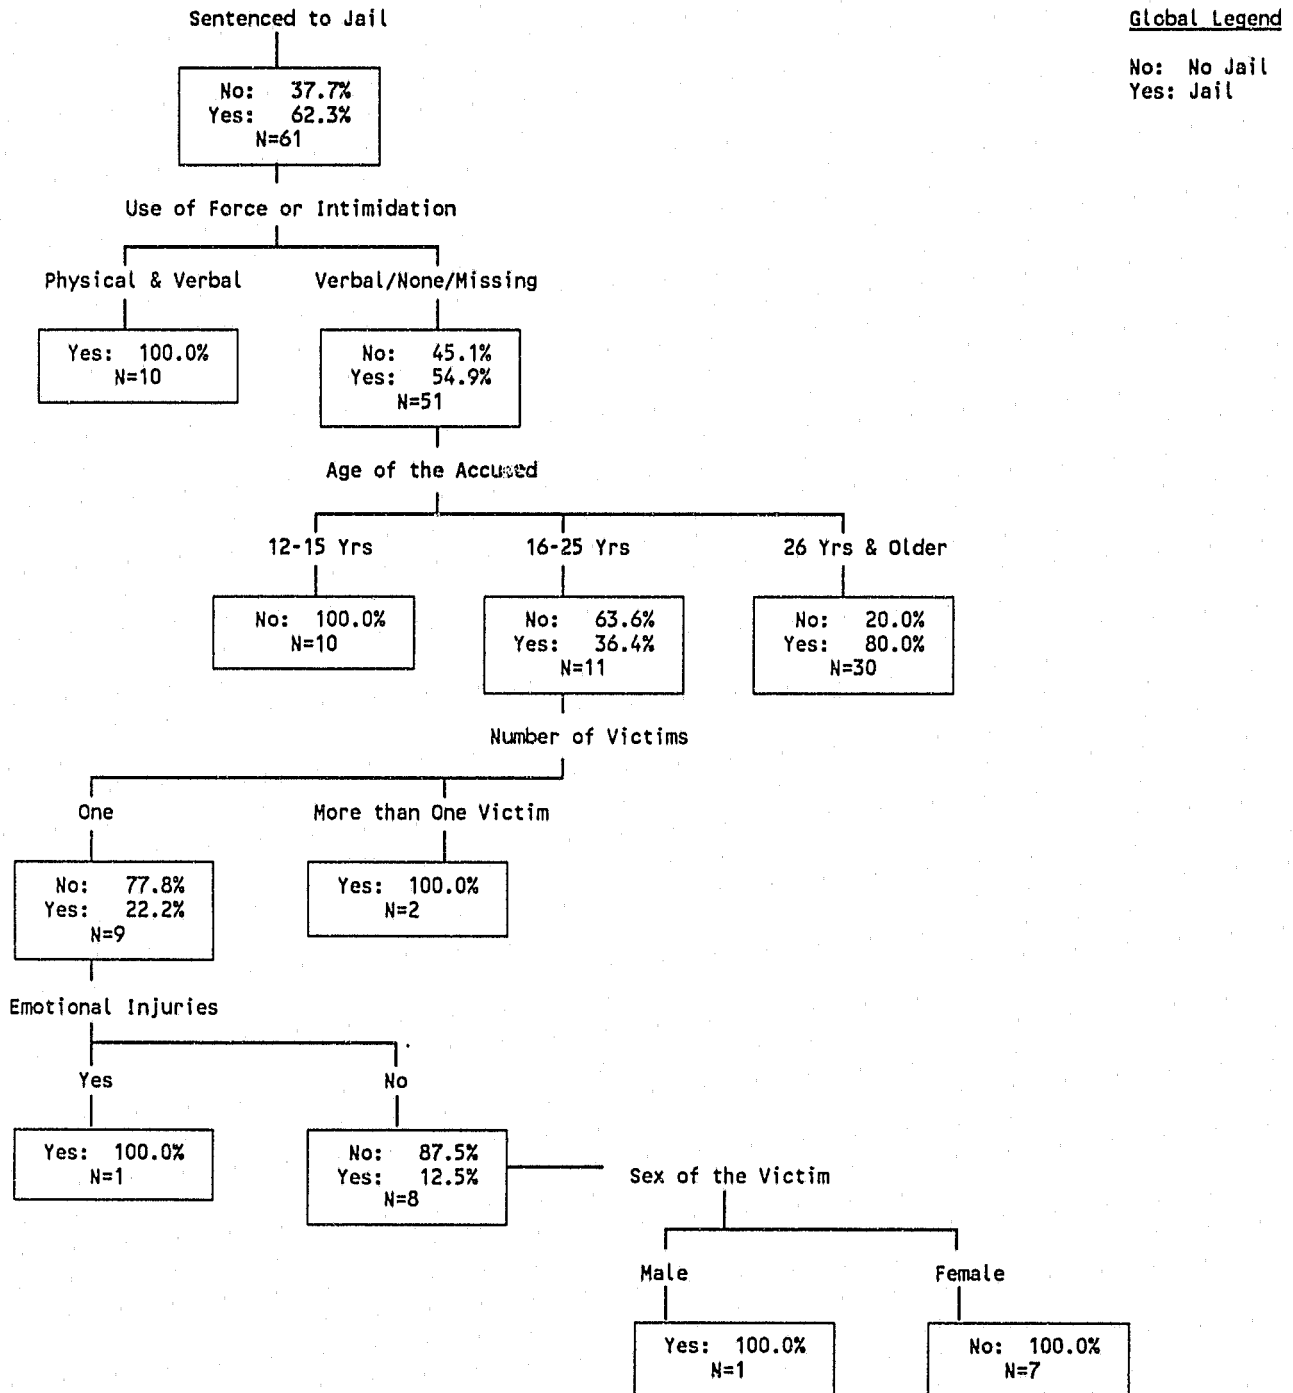 Sentenced to Jail
Global Legend
No: No Jail
Yes: Jail
No: 37.7%
Yes: 62.3%
N=61
Use of Force or Intimidation
Physical & Verbal
Verbal/None/Missing
Yes: 100.0%
N=10
No: 45.1%
Yes: 54.9%
N=51
Age of the Accused
12-15 Yrs
16-25 Yrs
26 Yrs & Older
No: 100.0%
N=10
No: 63.6%
Yes: 36.4%
N=11
No: 20.0%
Yes: 80.0%
N=30
Number of Victims
One
More than One Victim
No: 77.8%
Yes: 22.2%
N=9
Yes: 100.0%
N=2
Emotional Injuries
Yes
No
Yes: 100.0%
N=1
No: 87.5%
Yes: 12.5%
N=8
Sex of the Victim
Male
Female
Yes: 100.0%
N=1
No: 100.0%
N=7